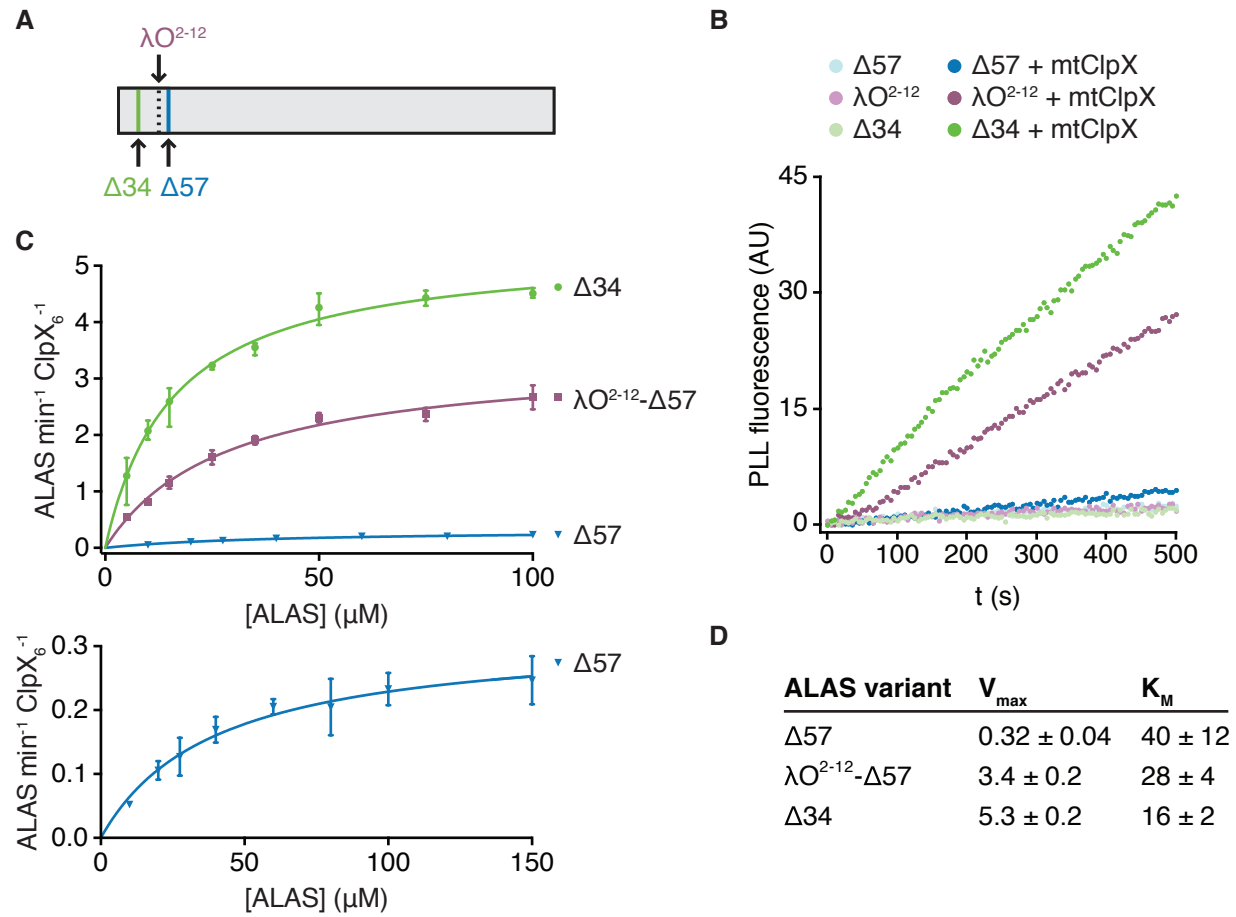 A
λO²⁻¹²
Δ34
Δ57
B
Δ57
Δ57 + mtClpX
λO²⁻¹²
λO²⁻¹² + mtClpX
Δ34
Δ34 + mtClpX
45
30
15
0
PLL fluorescence (AU)
0 100 200 300 400 500
t (s)
C
5
4
3
2
1
0
ALAS min⁻¹ ClpX₆⁻¹
Δ34
λO²⁻¹²-Δ57
Δ57
0 50 100
[ALAS] (µM)
0.3
0.2
0.1
0.0
ALAS min⁻¹ ClpX₆⁻¹
Δ57
0 50 100 150
[ALAS] (µM)
D
ALAS variant Vmax KM
Δ57 0.32 ± 0.04 40 ± 12
λO²⁻¹²-Δ57 3.4 ± 0.2 28 ± 4
Δ34 5.3 ± 0.2 16 ± 2